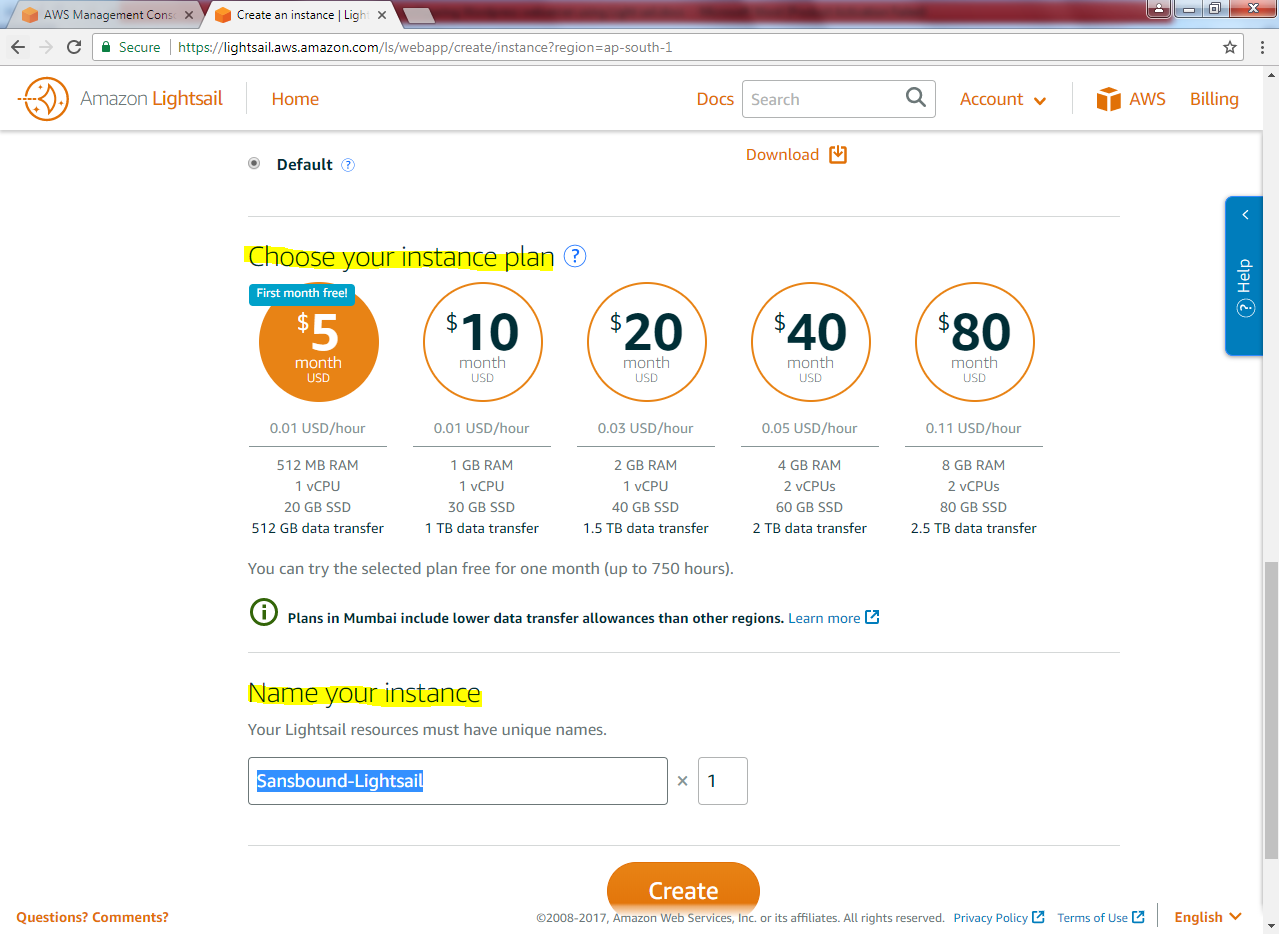 AWS Management Cons
Create an instance | Ligh
Secure
https://lightsail.aws.amazon.com/ls/webapp/create/instance?region=ap-south-1
Amazon Lightsail
Home
Docs
Search
Account
AWS
Billing
Default ?
Download
< Help ?
Choose your instance plan ?
First month free!
$5 $10 $20 $40 $80
month month month month month
USD USD USD USD USD
0.01 USD/hour 0.01 USD/hour 0.03 USD/hour 0.05 USD/hour 0.11 USD/hour
512 MB RAM 1 GB RAM 2 GB RAM 4 GB RAM 8 GB RAM
1 vCPU 1 vCPU 1 vCPU 2 vCPUs 2 vCPUs
20 GB SSD 30 GB SSD 40 GB SSD 60 GB SSD 80 GB SSD
512 GB data transfer 1 TB data transfer 1.5 TB data transfer 2 TB data transfer 2.5 TB data transfer
You can try the selected plan free for one month (up to 750 hours).
Plans in Mumbai include lower data transfer allowances than other regions. Learn more
Name your instance
Your Lightsail resources must have unique names.
Sansbound-Lightsail × 1
Create
Questions? Comments?
©2008-2017, Amazon Web Services, Inc. or its affiliates. All rights reserved. Privacy Policy Terms of Use English